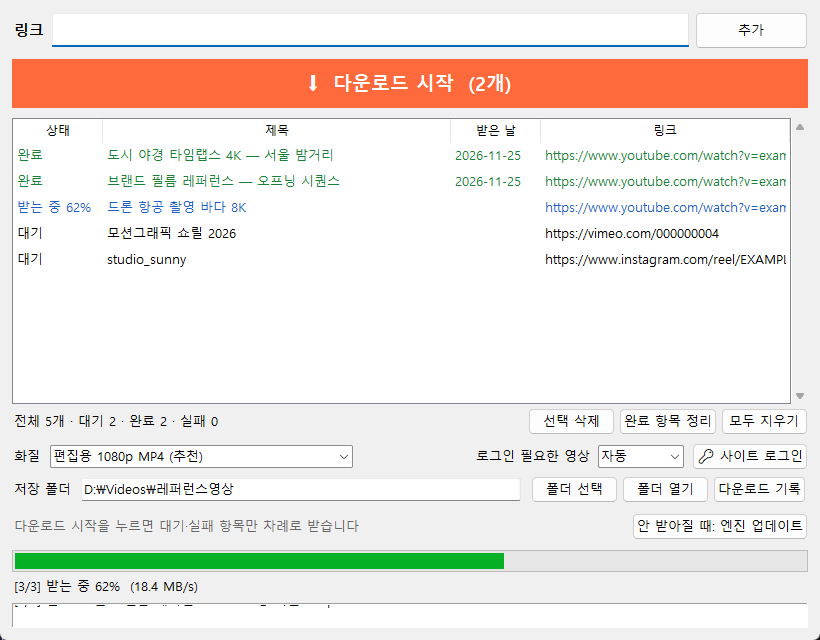 링크 추가
⬇ 다운로드 시작 (2개)
상태 제목 받은 날 링크
완료 도시 야경 타임랩스 4K — 서울 밤거리 2026-11-25 https://www.youtube.com/watch?v=exam
완료 브랜드 필름 레퍼런스 — 오프닝 시퀀스 2026-11-25 https://www.youtube.com/watch?v=exam
받는 중 62% 드론 항공 촬영 바다 8K https://www.youtube.com/watch?v=exam
대기 모션그래픽 쇼릴 2026 https://vimeo.com/000000004
대기 studio_sunny https://www.instagram.com/reel/EXAMPL
전체 5개 · 대기 2 · 완료 2 · 실패 0 선택 삭제 완료 항목 정리 모두 지우기
화질 편집용 1080p MP4 (추천) 로그인 필요한 영상 자동 사이트 로그인
저장 폴더 D:₩Videos₩레퍼런스영상 폴더 선택 폴더 열기 다운로드 기록
다운로드 시작을 누르면 대기·실패 항목만 차례로 받습니다 안 받아질 때: 엔진 업데이트
[3/3] 받는 중 62% (18.4 MB/s)